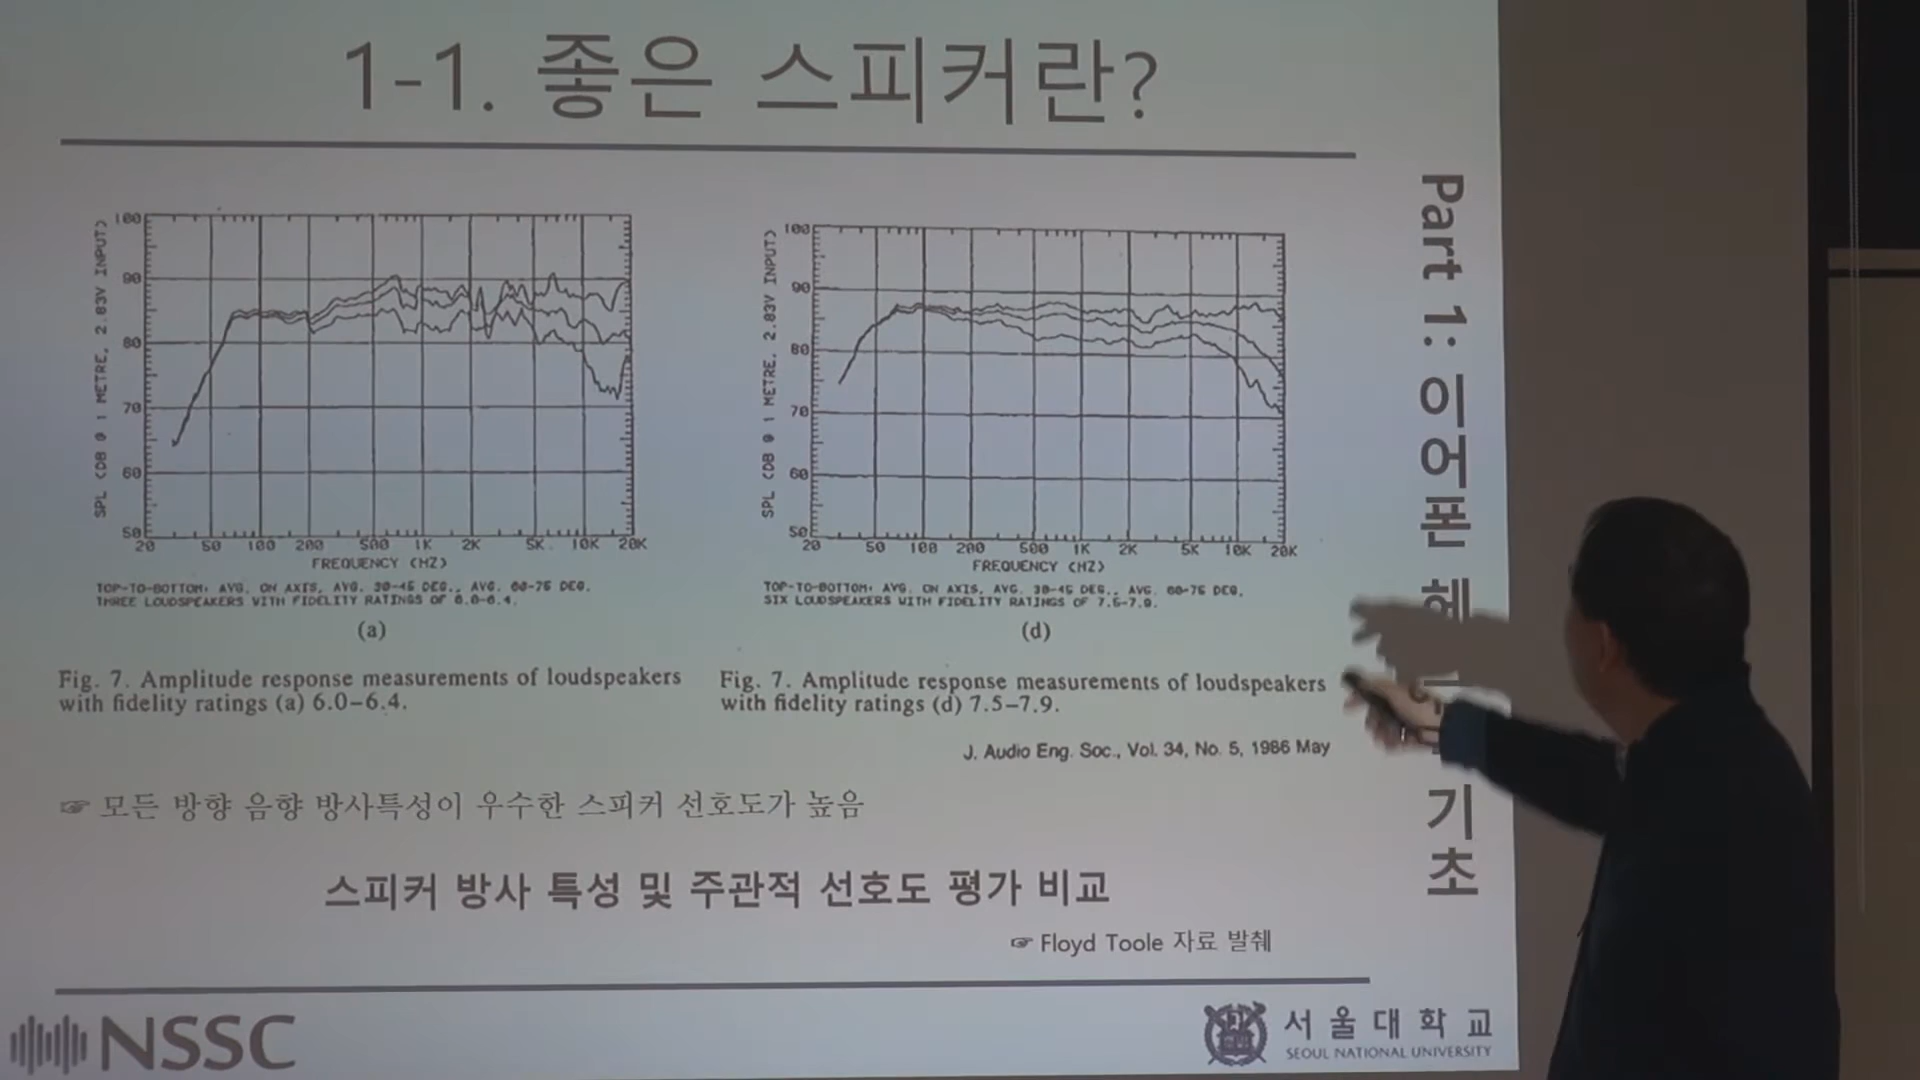 1-1. 좋은 스피커란?
SPL (DB @ 1 METRE, 2.83V INPUT)
100
90
80
70
60
50
20 50 100 200 500 1K 2K 5K 10K 20K
FREQUENCY (HZ)
TOP-TO-BOTTOM: AVG. ON AXIS, AVG. 30-45 DEG., AVG. 60-75 DEG.
THREE LOUDSPEAKERS WITH FIDELITY RATINGS OF 6.0-6.4.
(a)
Fig. 7. Amplitude response measurements of loudspeakers
with fidelity ratings (a) 6.0–6.4.
SPL (DB @ 1 METRE, 2.83V INPUT)
100
90
80
70
60
50
20 50 100 200 500 1K 2K 5K 10K 20K
FREQUENCY (HZ)
TOP-TO-BOTTOM: AVG. ON AXIS, AVG. 30-45 DEG., AVG. 60-75 DEG.
SIX LOUDSPEAKERS WITH FIDELITY RATINGS OF 7.5-7.9.
(d)
Fig. 7. Amplitude response measurements of loudspeakers
with fidelity ratings (d) 7.5–7.9.
J. Audio Eng. Soc., Vol. 34, No. 5, 1986 May
☞ 모든 방향 음향 방사특성이 우수한 스피커 선호도가 높음
스피커 방사 특성 및 주관적 선호도 평가 비교
☞ Floyd Toole 자료 발췌
Part 1: 이어폰 기초
NSSC
서울대학교
SEOUL NATIONAL UNIVERSITY